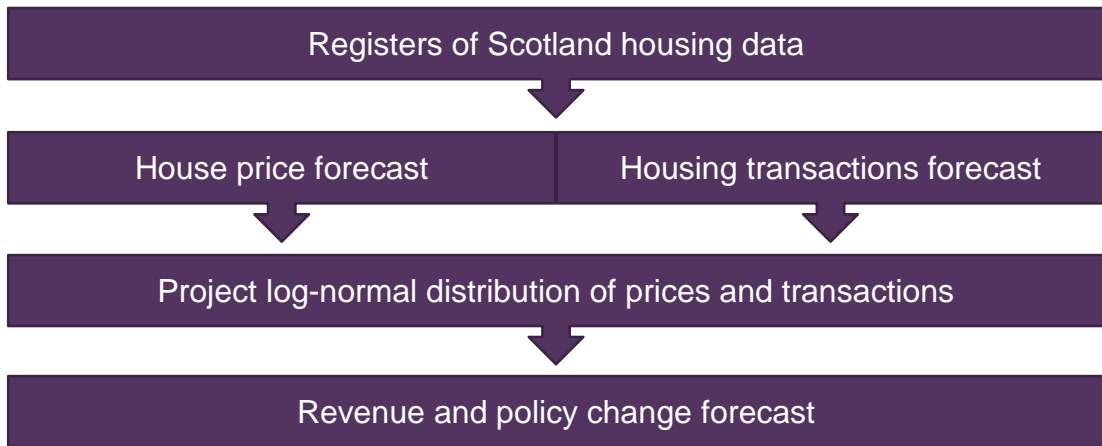 Registers of Scotland housing data
House price forecast
Housing transactions forecast
Project log-normal distribution of prices and transactions
Revenue and policy change forecast